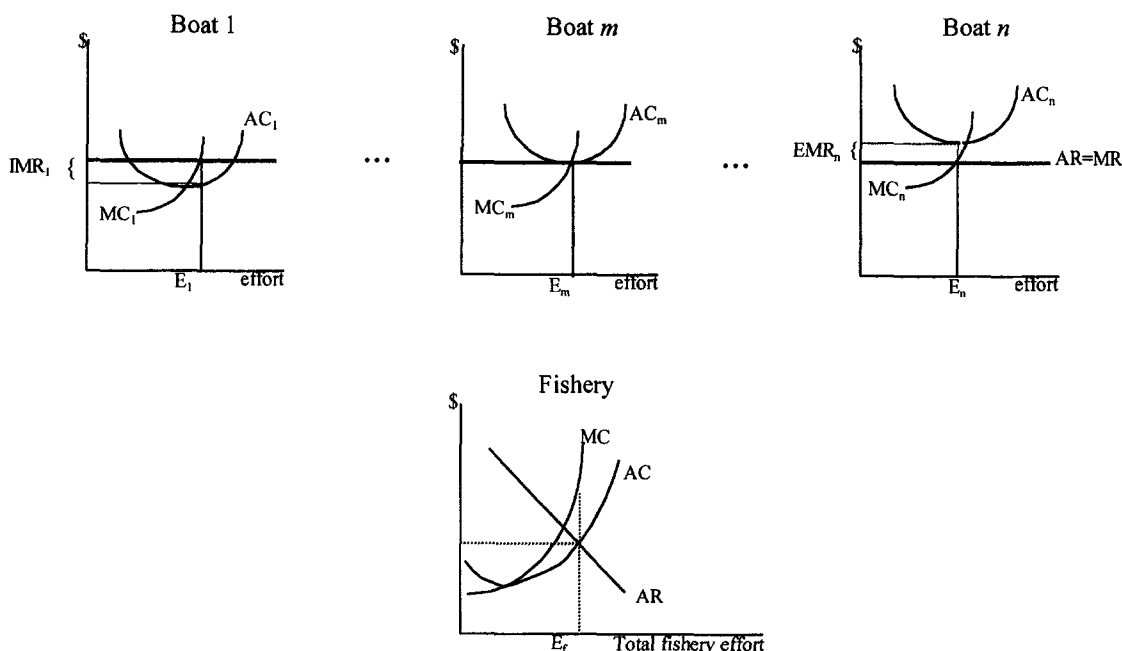 Boat 1
$
AC₁
IMR₁ {
MC₁
E₁ effort
...
Boat m
$
ACₘ
MCₘ
Eₘ effort
...
Boat n
$
ACₙ
EMRₙ {
AR=MR
MCₙ
Eₙ effort
Fishery
$
MC
AC
AR
E_f Total fishery effort